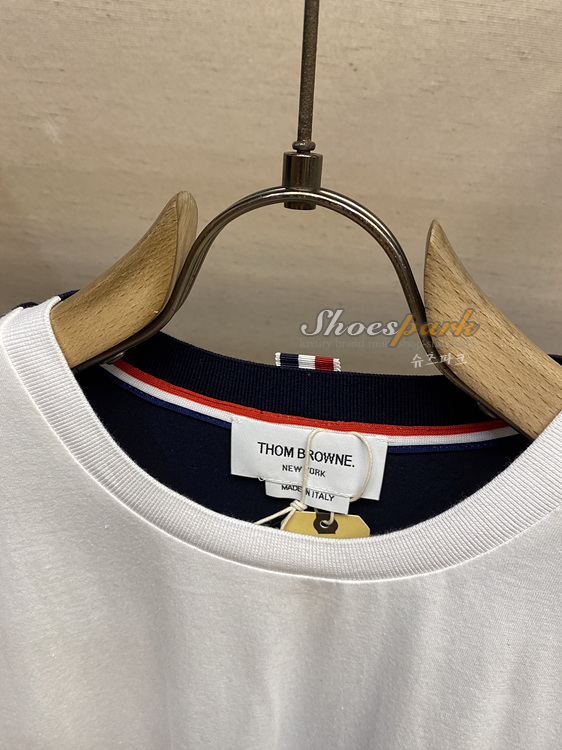 Shoespark
슈즈파크
THOM BROWNE.
NEW YORK
MADE IN ITALY